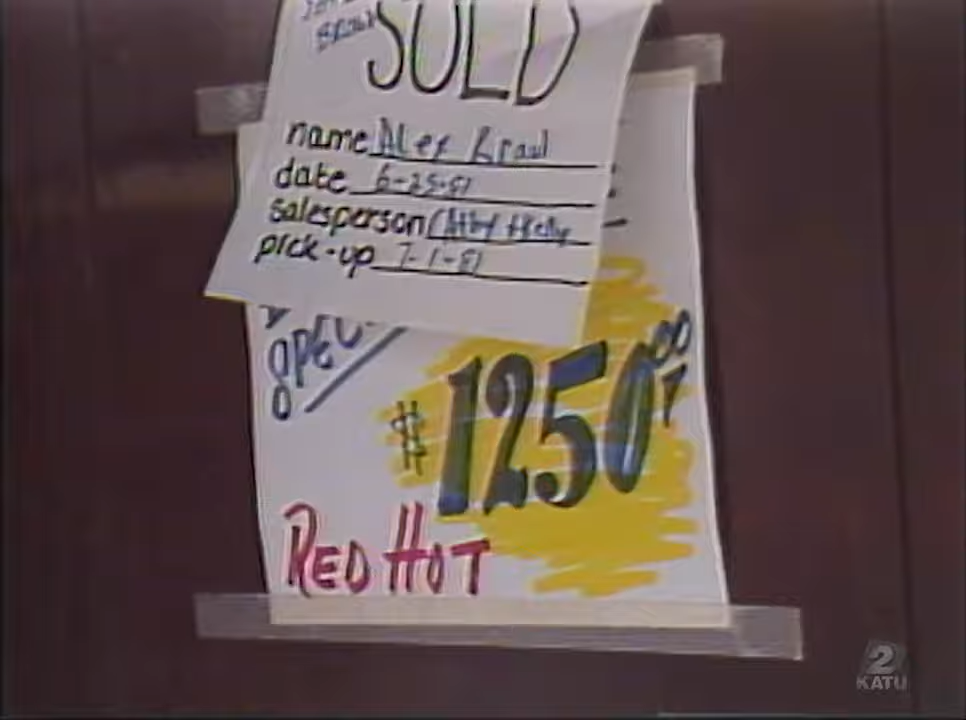 SOLD
name Alex
date 6-25-81
salesperson
pick-up 7-1-81
SPEC
$1250.00
RED HOT
2
KATU